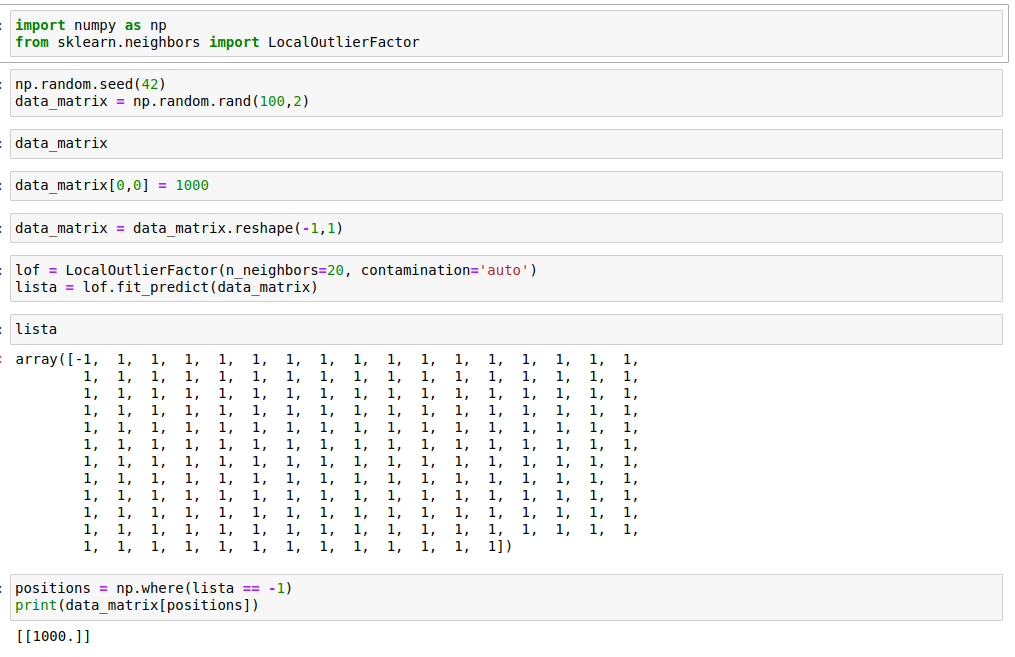 import numpy as np
from sklearn.neighbors import LocalOutlierFactor
np.random.seed(42)
data_matrix = np.random.rand(100,2)
data_matrix
data_matrix[0,0] = 1000
data_matrix = data_matrix.reshape(-1,1)
lof = LocalOutlierFactor(n_neighbors=20, contamination='auto')
lista = lof.fit_predict(data_matrix)
lista
array([-1,  1,  1,  1,  1,  1,  1,  1,  1,  1,  1,  1,  1,  1,  1,  1,  1,
        1,  1,  1,  1,  1,  1,  1,  1,  1,  1,  1,  1,  1,  1,  1,  1,  1,
        1,  1,  1,  1,  1,  1,  1,  1,  1,  1,  1,  1,  1,  1,  1,  1,  1,
        1,  1,  1,  1,  1,  1,  1,  1,  1,  1,  1,  1,  1,  1,  1,  1,  1,
        1,  1,  1,  1,  1,  1,  1,  1,  1,  1,  1,  1,  1,  1,  1,  1,  1,
        1,  1,  1,  1,  1,  1,  1,  1,  1,  1,  1,  1,  1,  1,  1,  1,  1,
        1,  1,  1,  1,  1,  1,  1,  1,  1,  1,  1,  1,  1,  1,  1,  1,  1,
        1,  1,  1,  1,  1,  1,  1,  1,  1,  1,  1,  1,  1,  1,  1,  1,  1,
        1,  1,  1,  1,  1,  1,  1,  1,  1,  1,  1,  1,  1,  1,  1,  1,  1,
        1,  1,  1,  1,  1,  1,  1,  1,  1,  1,  1,  1,  1,  1,  1,  1,  1,
        1,  1,  1,  1,  1,  1,  1,  1,  1,  1,  1,  1,  1,  1,  1,  1,  1,
        1,  1,  1,  1,  1,  1,  1,  1,  1,  1,  1,  1,  1])
positions = np.where(lista == -1)
print(data_matrix[positions])
[[1000.]]